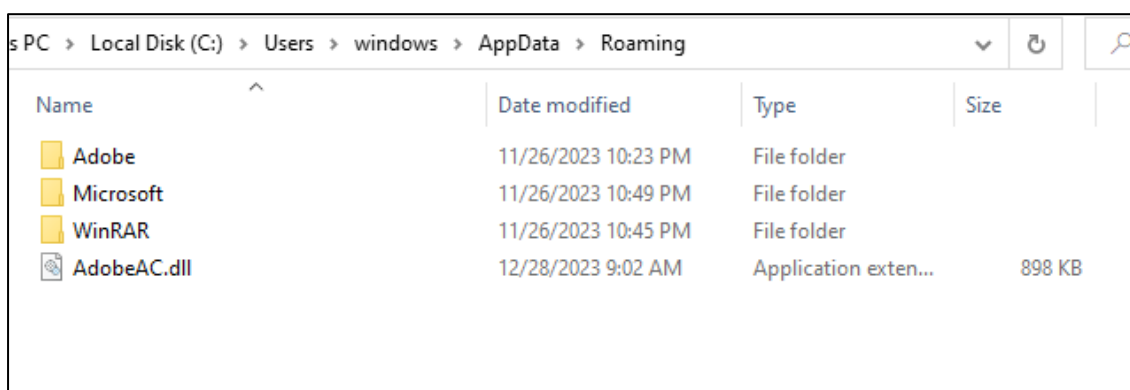 s PC > Local Disk (C:) > Users > windows > AppData > Roaming
Name Date modified Type Size
Adobe 11/26/2023 10:23 PM File folder
Microsoft 11/26/2023 10:49 PM File folder
WinRAR 11/26/2023 10:45 PM File folder
AdobeAC.dll 12/28/2023 9:02 AM Application exten... 898 KB